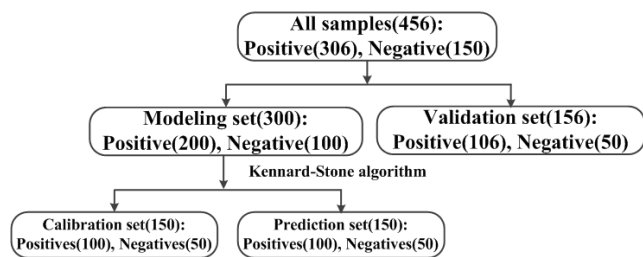 All samples(456):
Positive(306), Negative(150)
Modeling set(300):
Positive(200), Negative(100)
Validation set(156):
Positive(106), Negative(50)
Kennard-Stone algorithm
Calibration set(150):
Positives(100), Negatives(50)
Prediction set(150):
Positives(100), Negatives(50)